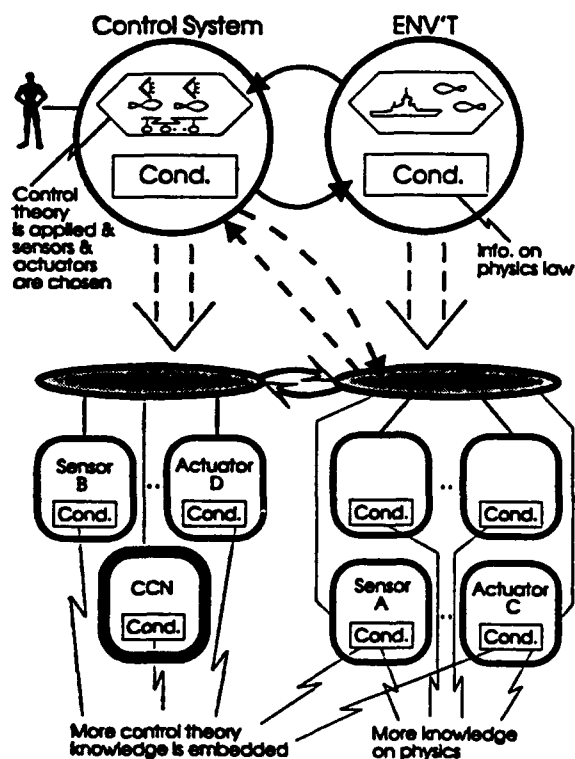 Control System
ENV'T
Cond.
Cond.
Control
theory
is applied &
sensors &
actuators
are chosen
Info. on
physics law
Sensor
B
Cond.
Actuator
D
Cond.
CCN
Cond.
Cond.
Cond.
Sensor
A
Cond.
Actuator
C
Cond.
More control theory
knowledge is embedded
More knowledge
on physics